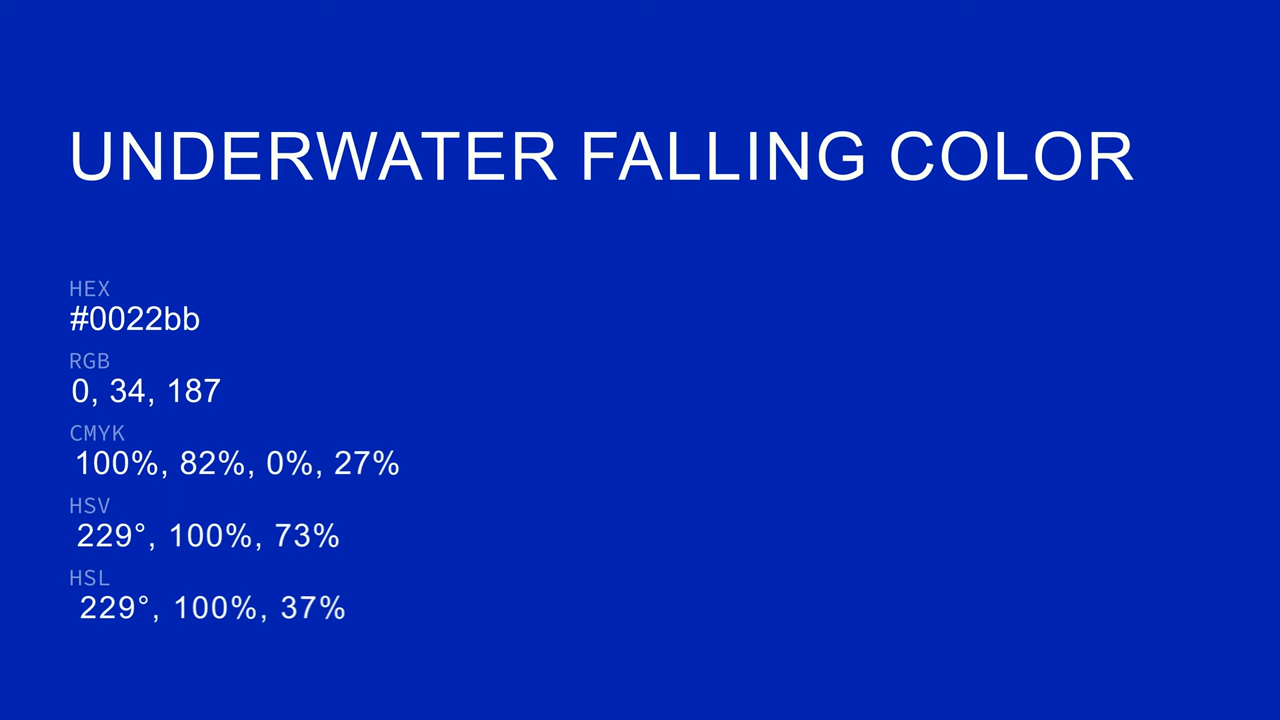 UNDERWATER FALLING COLOR
HEX
#0022bb
RGB
0, 34, 187
CMYK
100%, 82%, 0%, 27%
HSV
229°, 100%, 73%
HSL
229°, 100%, 37%